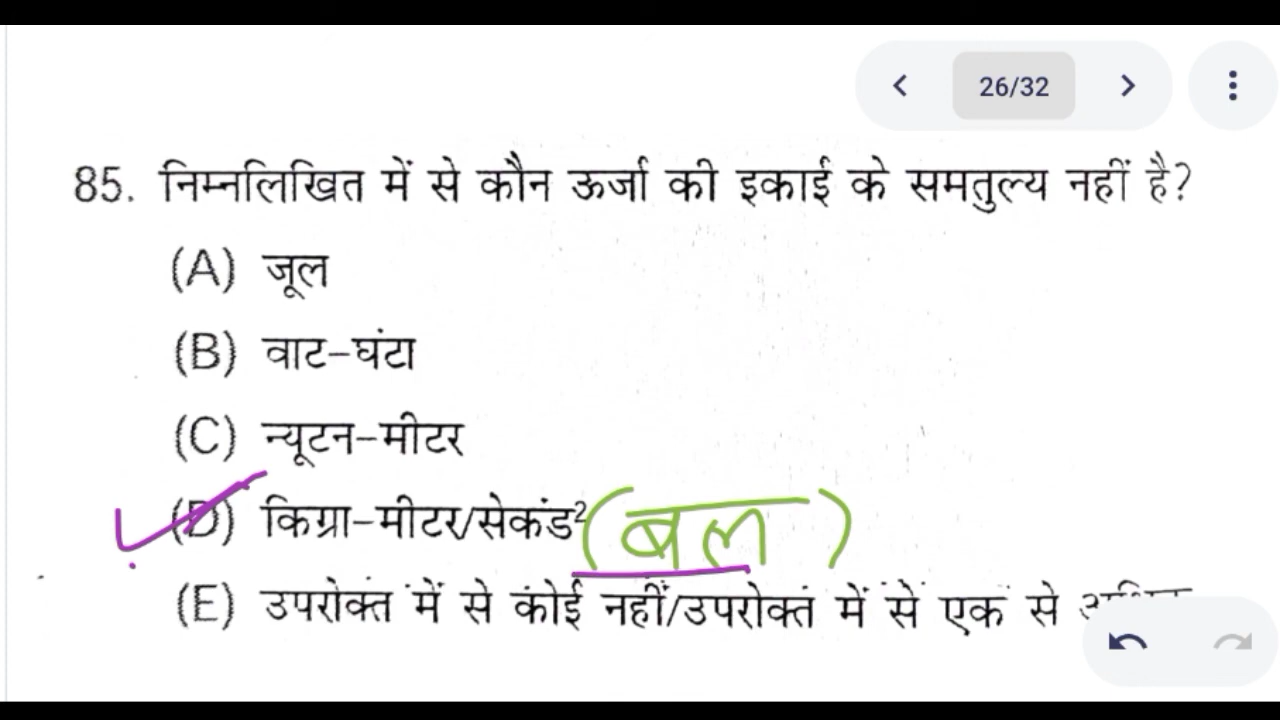 26/32
85. निम्नलिखित में से कौन ऊर्जा की इकाई के समतुल्य नहीं है?
(A) जूल
(B) वाट-घंटा
(C) न्यूटन-मीटर
(D) किग्रा-मीटर/सेकंड² (बल)
(E) उपरोक्त में से कोई नहीं/उपरोक्त में से एक से